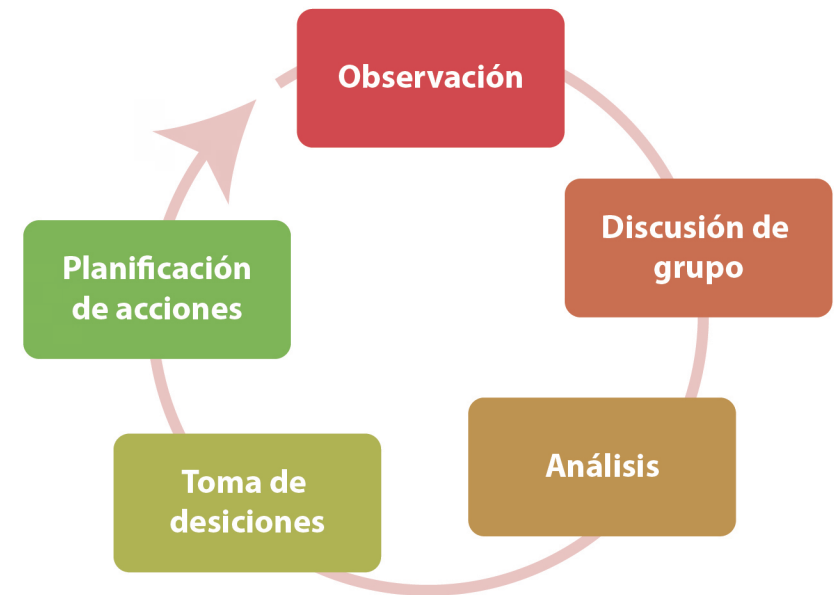 Observación
Discusión de
grupo
Análisis
Toma de
desiciones
Planificación
de acciones